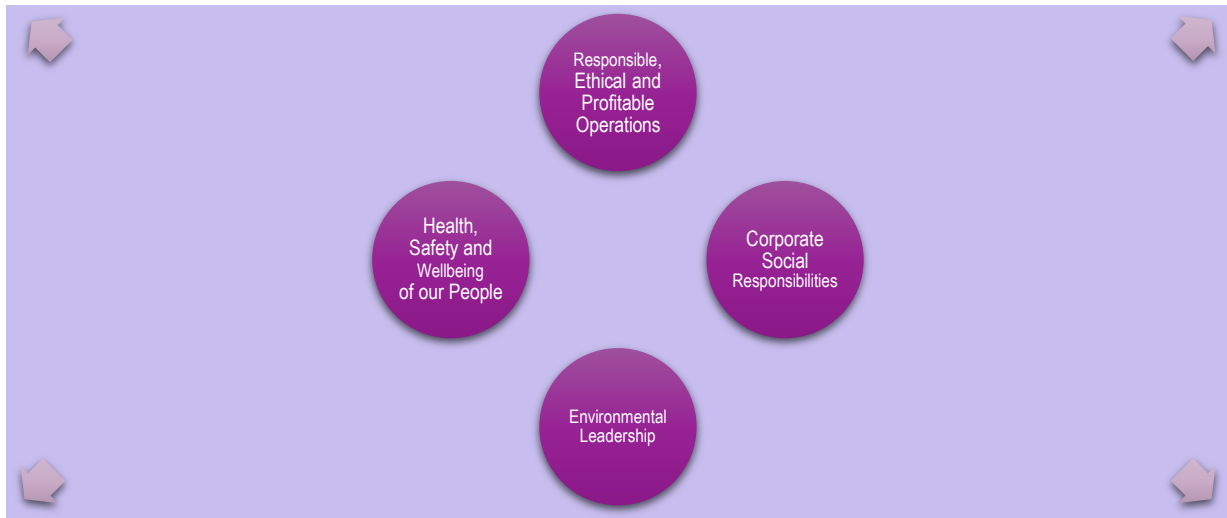 Responsible,
Ethical and
Profitable
Operations
Health,
Safety and
Wellbeing
of our People
Corporate
Social
Responsibilities
Environmental
Leadership